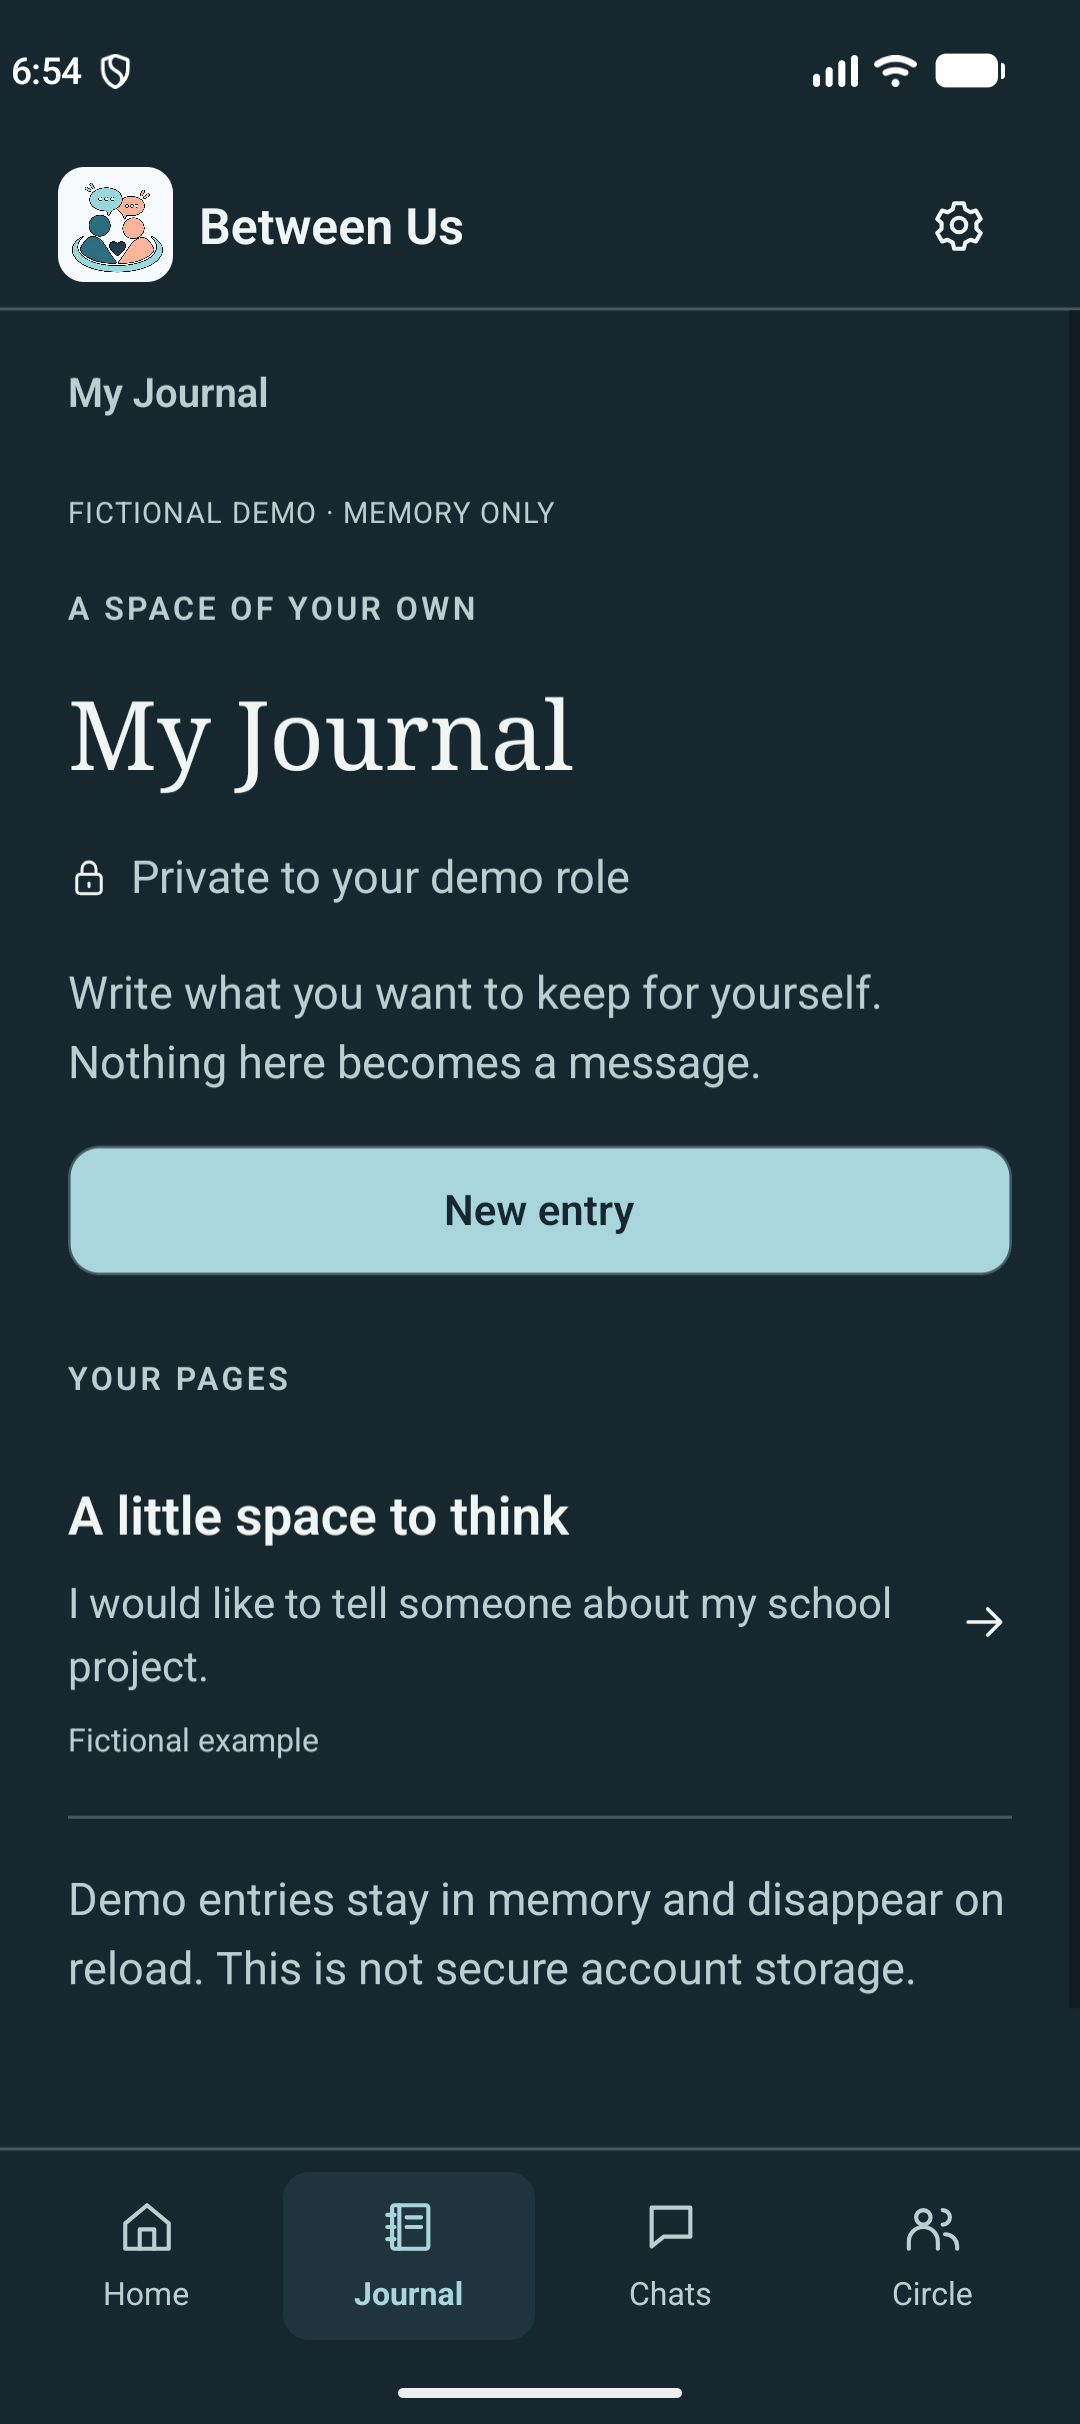 6:54
Between Us
My Journal
FICTIONAL DEMO · MEMORY ONLY
A SPACE OF YOUR OWN
My Journal
Private to your demo role
Write what you want to keep for yourself.
Nothing here becomes a message.
New entry
YOUR PAGES
A little space to think
I would like to tell someone about my school
project.
Fictional example
Demo entries stay in memory and disappear on
reload. This is not secure account storage.
Home
Journal
Chats
Circle